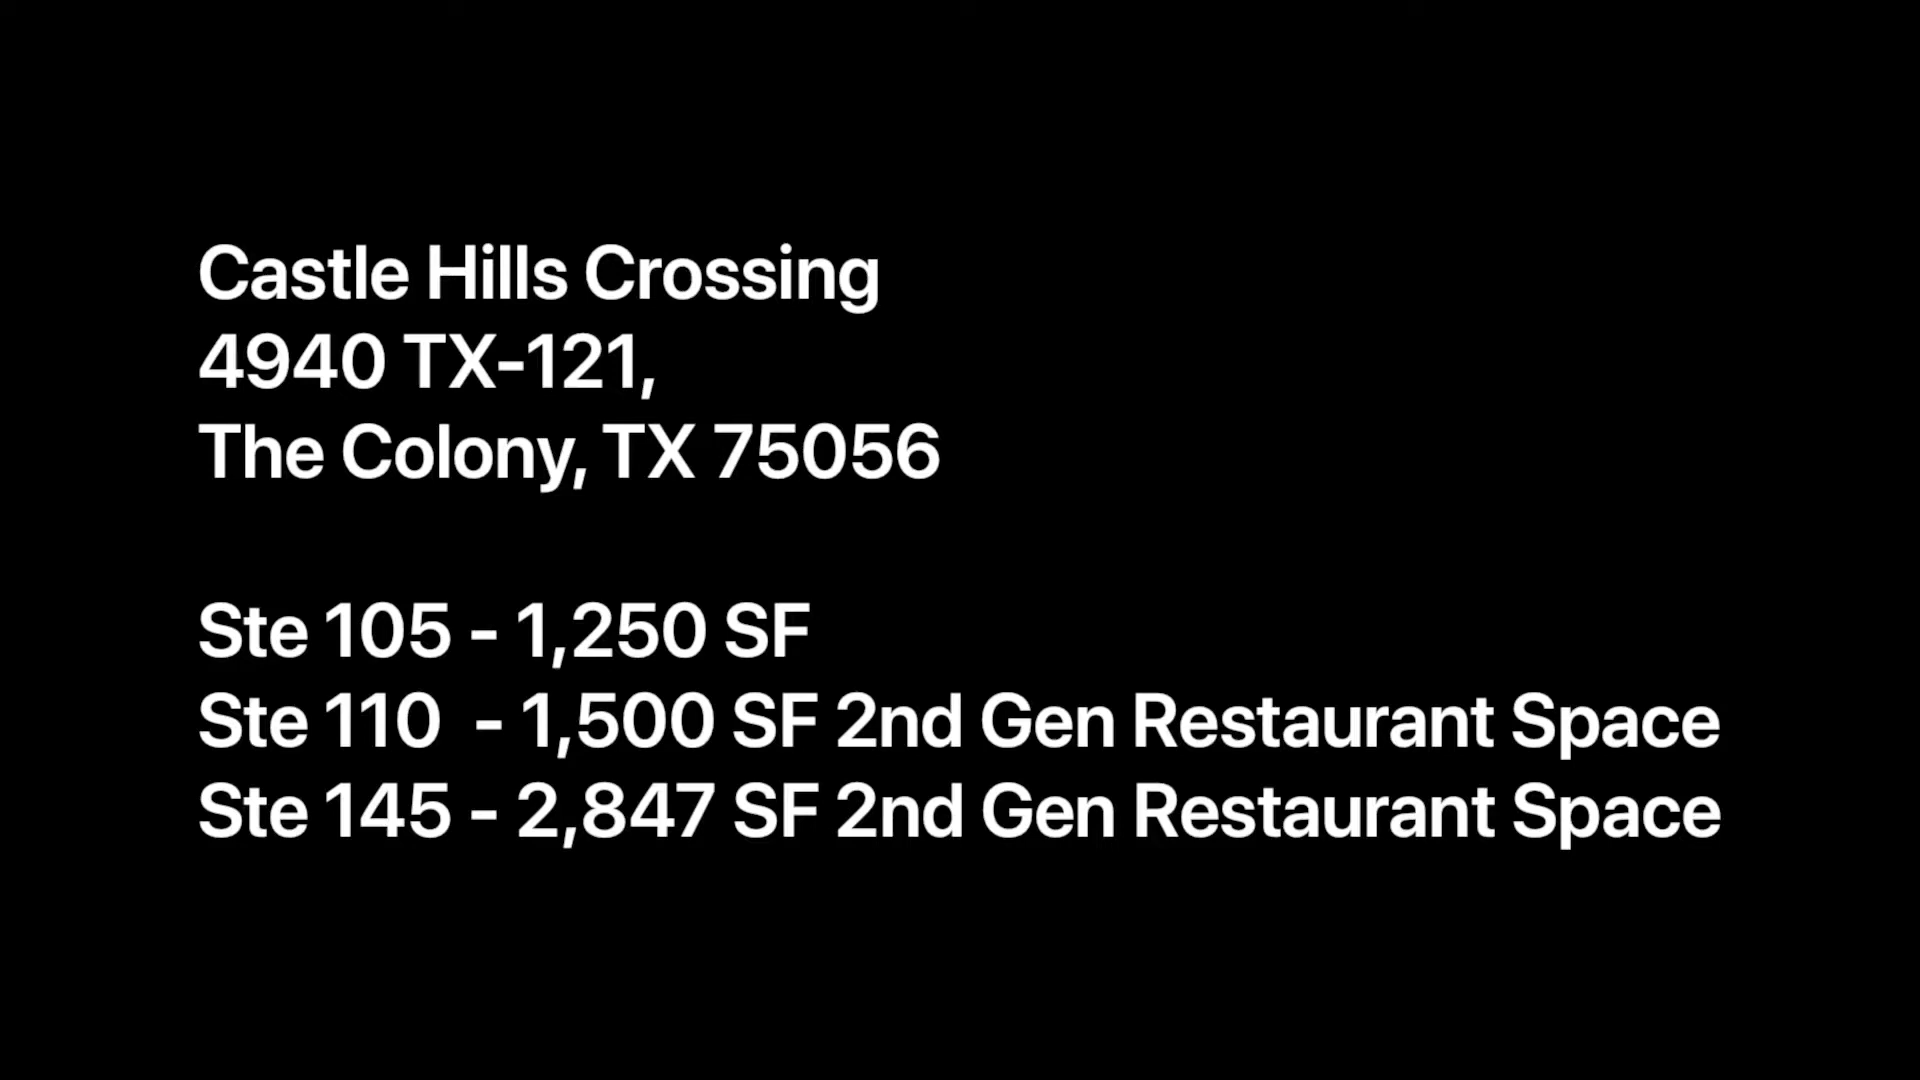 Castle Hills Crossing
4940 TX-121,
The Colony, TX 75056
Ste 105 - 1,250 SF
Ste 110  - 1,500 SF 2nd Gen Restaurant Space
Ste 145 - 2,847 SF 2nd Gen Restaurant Space